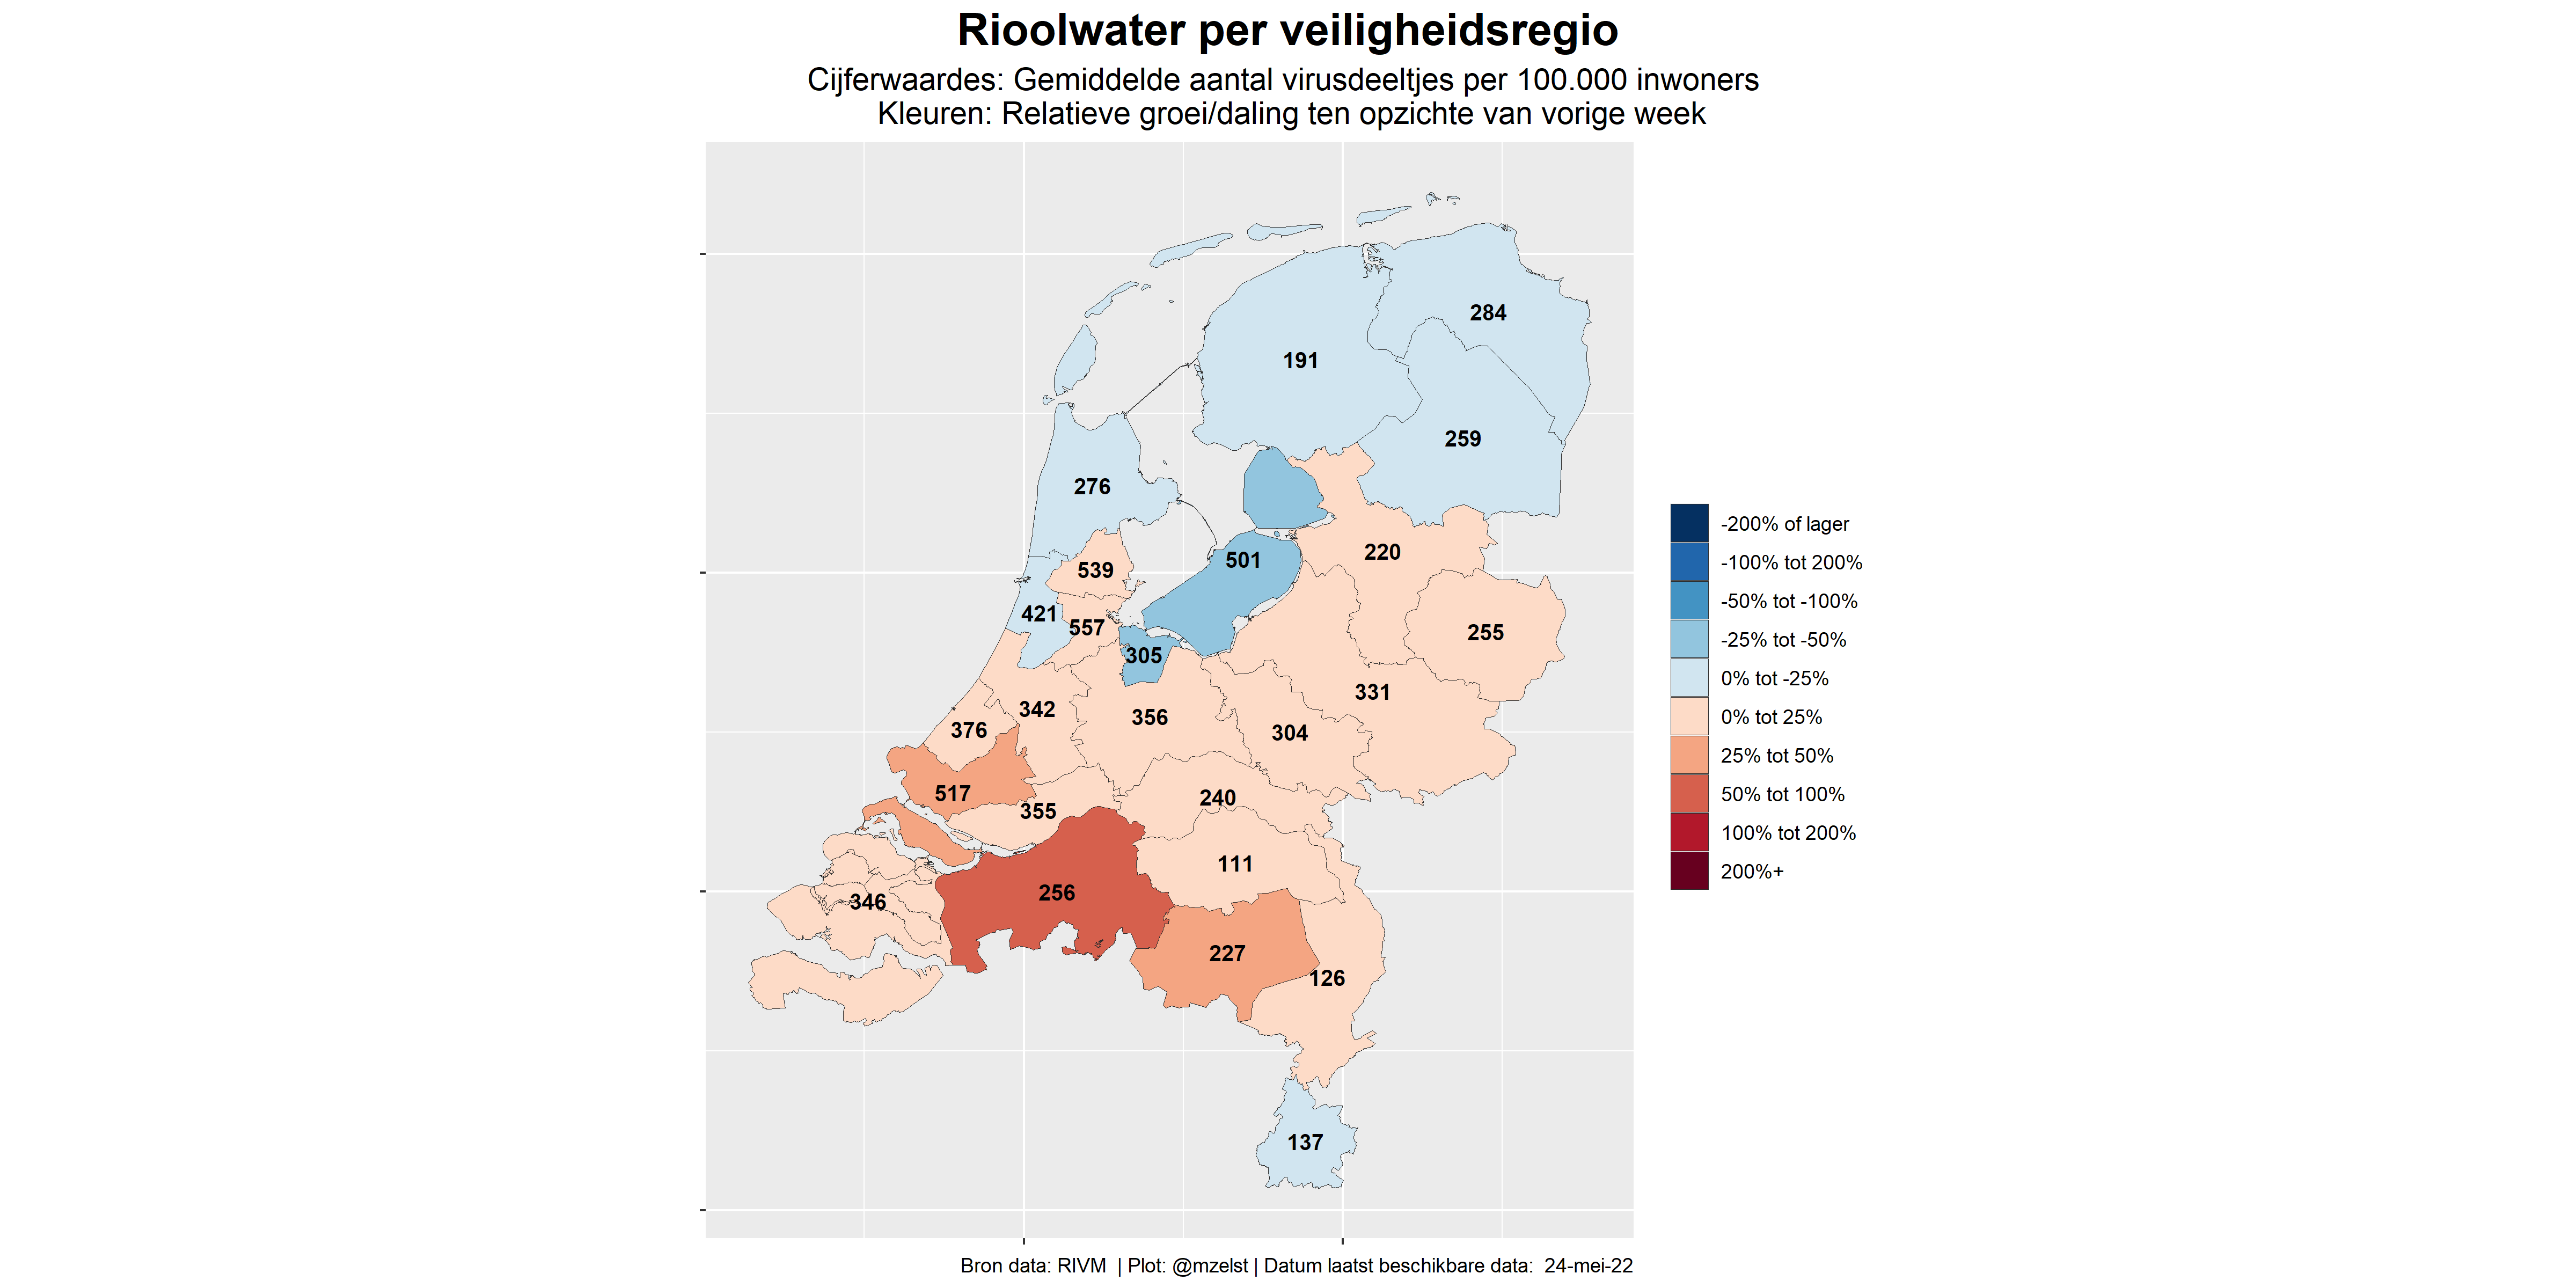 Rioolwater per veiligheidsregio
Cijferwaardes: Gemiddelde aantal virusdeeltjes per 100.000 inwoners
Kleuren: Relatieve groei/daling ten opzichte van vorige week
284
191
259
276
220
501
539
421
557
255
305
331
342
356
376
304
517
240
355
111
256
346
227
126
137
-200% of lager
-100% tot 200%
-50% tot -100%
-25% tot -50%
0% tot -25%
0% tot 25%
25% tot 50%
50% tot 100%
100% tot 200%
200%+
Bron data: RIVM | Plot: @mzelst | Datum laatst beschikbare data: 24-mei-22